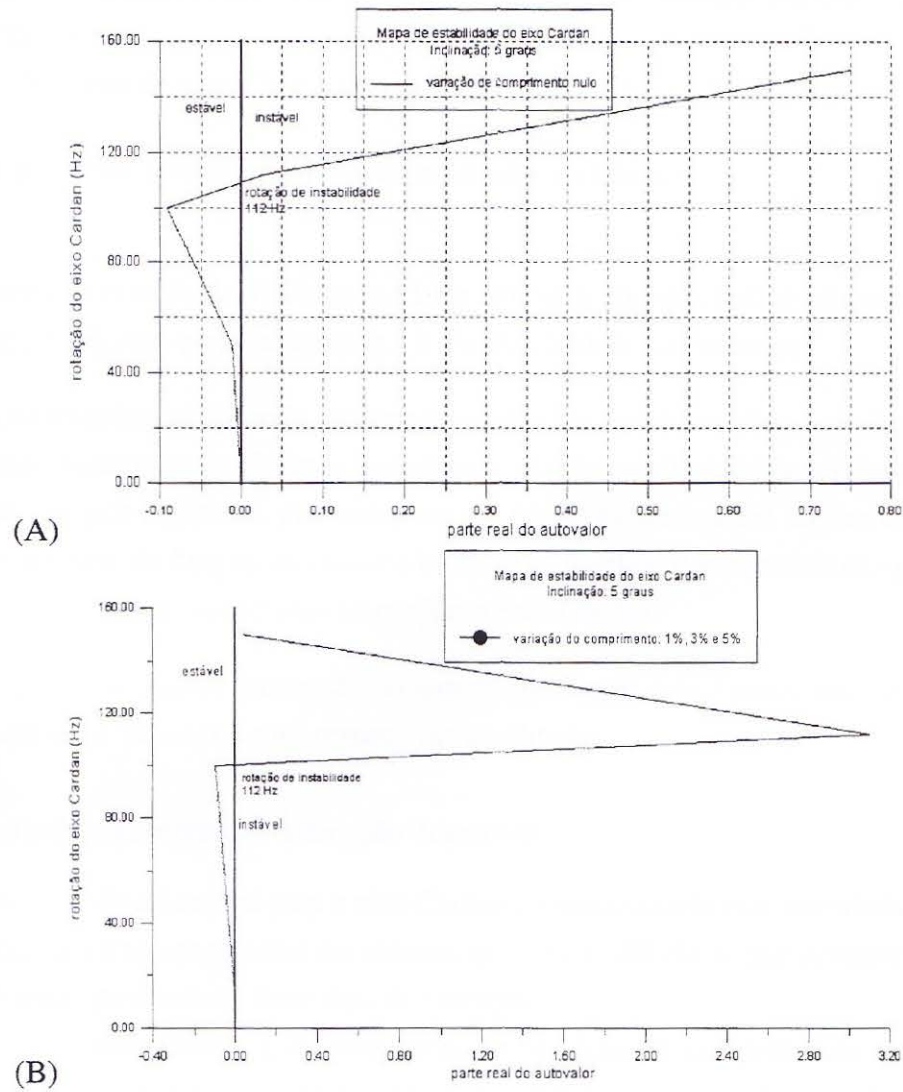 Mapa de estabilidade do eixo Cardan
Inclinação: 5 graus
variação de comprimento nulo
160.00
120.00
80.00
40.00
0.00
rotação do eixo Cardan (Hz)
estável
instável
rotação de instabilidade
112 Hz
-0.10
0.00
0.10
0.20
0.30
0.40
0.50
0.60
0.70
0.80
parte real do autovalor
(A)
Mapa de estabilidade do eixo Cardan
Inclinação: 5 graus
variação do comprimento: 1%, 3% e 5%
160.00
120.00
80.00
40.00
0.00
rotação do eixo Cardan (Hz)
estável
rotação de instabilidade
112 Hz
instável
-0.40
0.00
0.40
0.80
1.20
1.60
2.00
2.40
2.80
3.20
parte real do autovalor
(B)